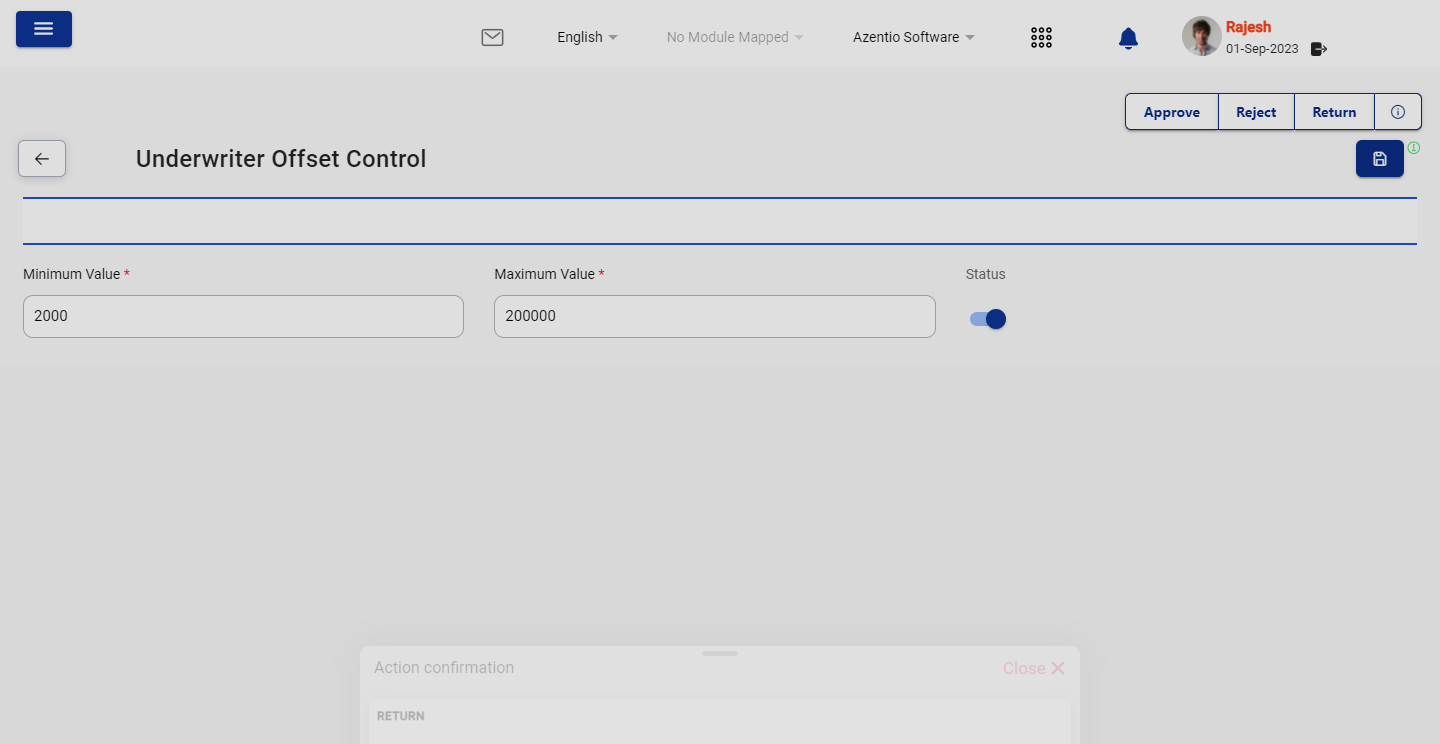 English
No Module Mapped
Azentio Software
Rajesh
01-Sep-2023
Approve
Reject
Return
Underwriter Offset Control
Minimum Value *
Maximum Value *
Status
2000
200000
Action confirmation
Close
RETURN